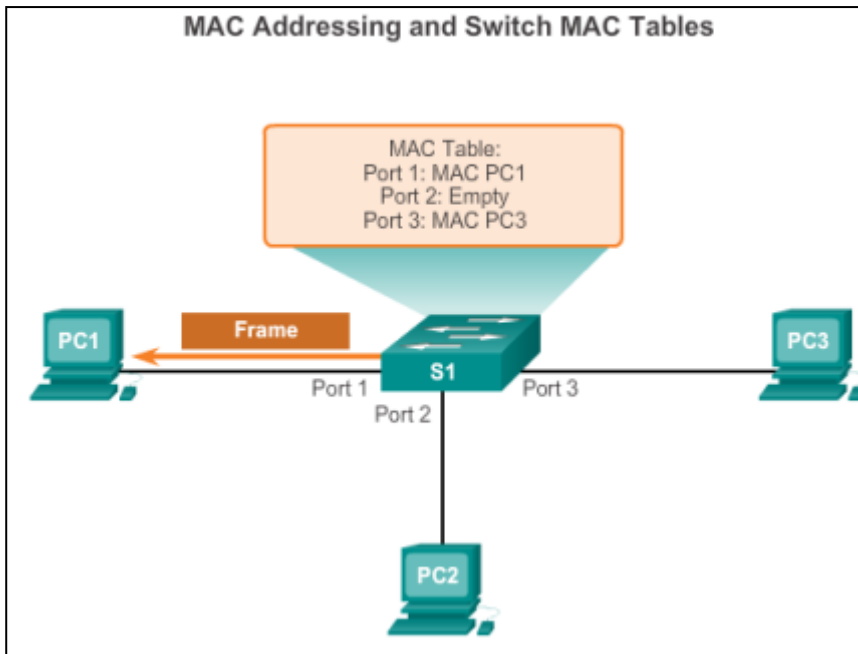 MAC Addressing and Switch MAC Tables
MAC Table:
Port 1: MAC PC1
Port 2: Empty
Port 3: MAC PC3
Frame
PC1
PC3
S1
Port 1
Port 3
Port 2
PC2